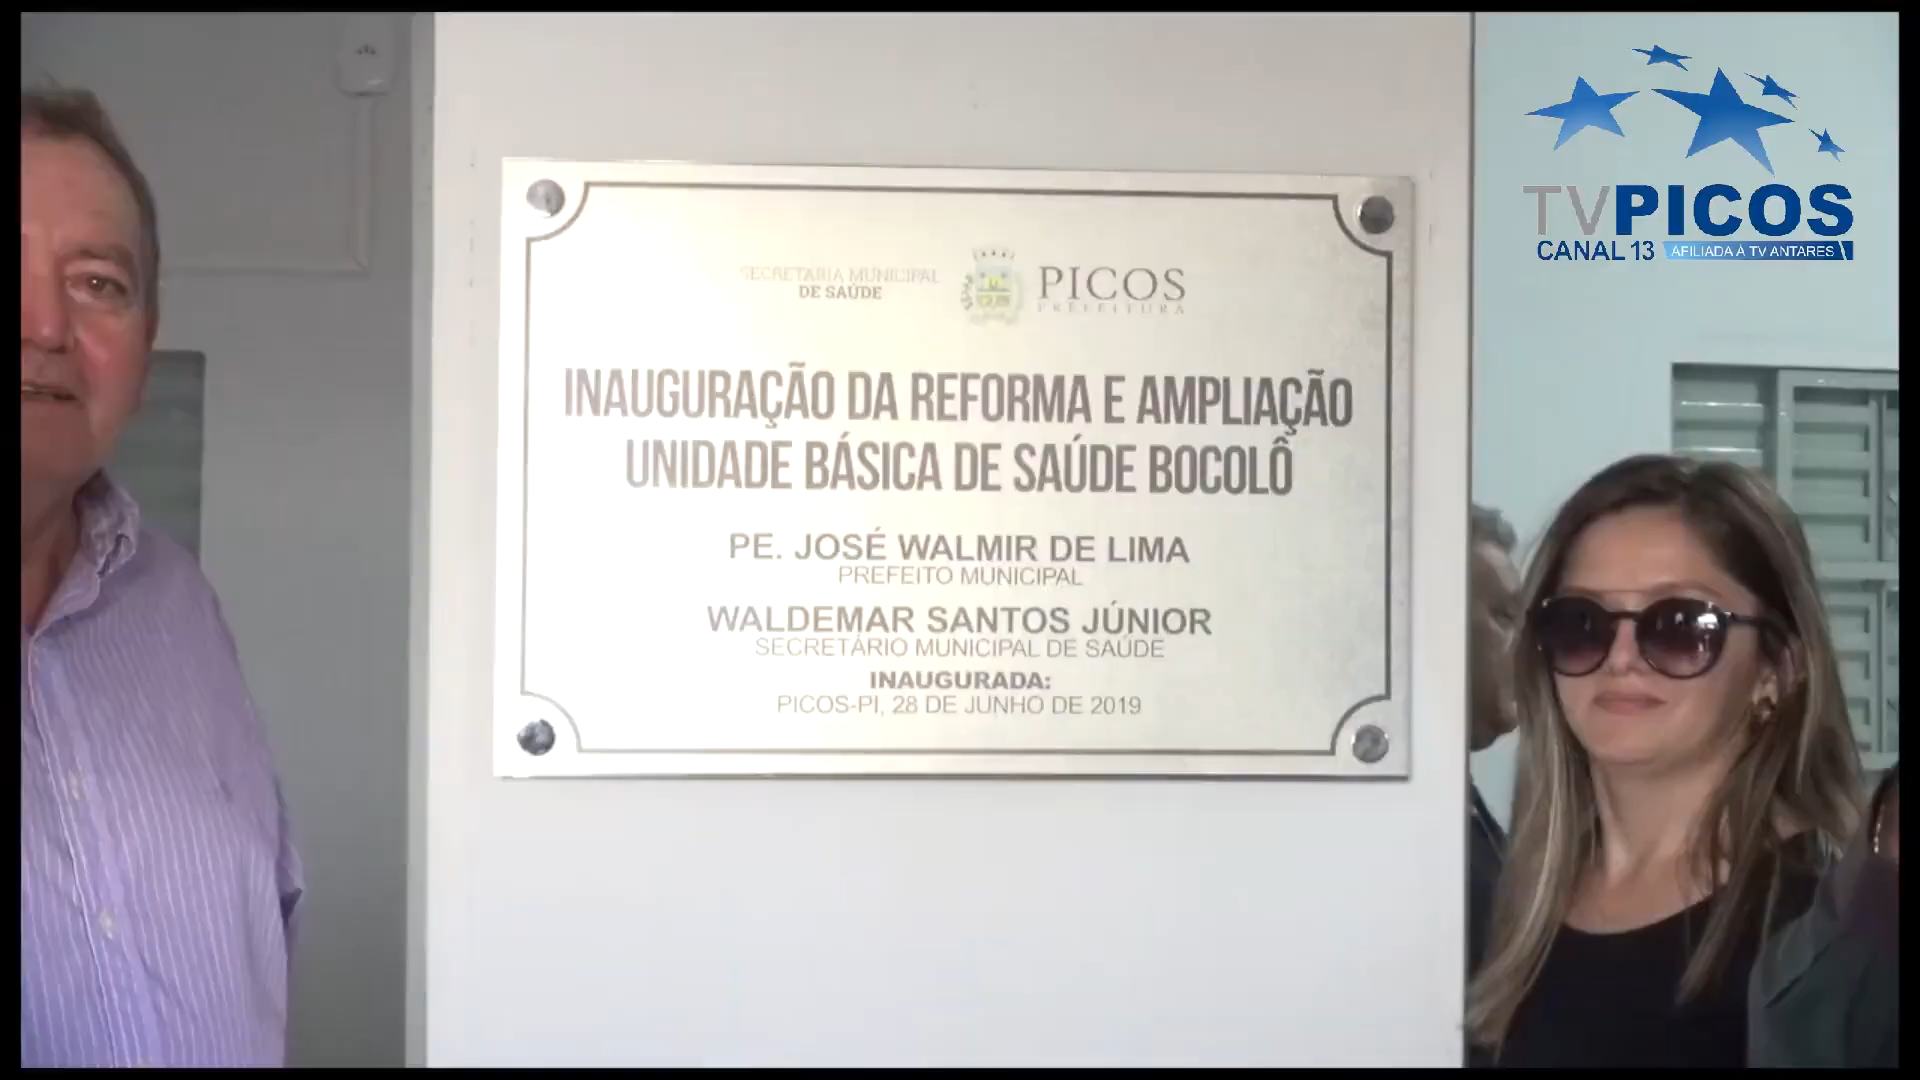 TVPICOS
CANAL 13 AFILIADA À TV ANTARES
SECRETARIA MUNICIPAL
DE SAÚDE
PICOS
PREFEITURA
INAUGURAÇÃO DA REFORMA E AMPLIAÇÃO
UNIDADE BÁSICA DE SAÚDE BOCOLÔ
PE. JOSÉ WALMIR DE LIMA
PREFEITO MUNICIPAL
WALDEMAR SANTOS JÚNIOR
SECRETÁRIO MUNICIPAL DE SAÚDE
INAUGURADA:
PICOS-PI, 28 DE JUNHO DE 2019